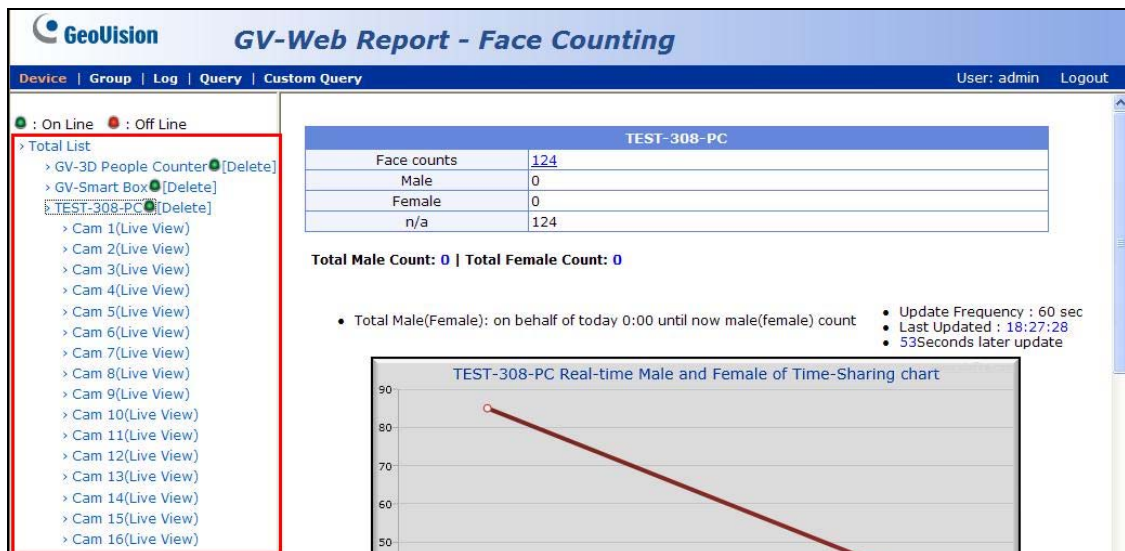 GeoVision
GV-Web Report - Face Counting
Device | Group | Log | Query | Custom Query
User: admin Logout
: On Line : Off Line
› Total List
› GV-3D People Counter[Delete]
› GV-Smart Box[Delete]
› TEST-308-PC[Delete]
› Cam 1(Live View)
› Cam 2(Live View)
› Cam 3(Live View)
› Cam 4(Live View)
› Cam 5(Live View)
› Cam 6(Live View)
› Cam 7(Live View)
› Cam 8(Live View)
› Cam 9(Live View)
› Cam 10(Live View)
› Cam 11(Live View)
› Cam 12(Live View)
› Cam 13(Live View)
› Cam 14(Live View)
› Cam 15(Live View)
› Cam 16(Live View)
TEST-308-PC
Face counts 124
Male 0
Female 0
n/a 124
Total Male Count: 0 | Total Female Count: 0
• Total Male(Female): on behalf of today 0:00 until now male(female) count
• Update Frequency : 60 sec
• Last Updated : 18:27:28
• 53Seconds later update
TEST-308-PC Real-time Male and Female of Time-Sharing chart
90
80
70
60
50